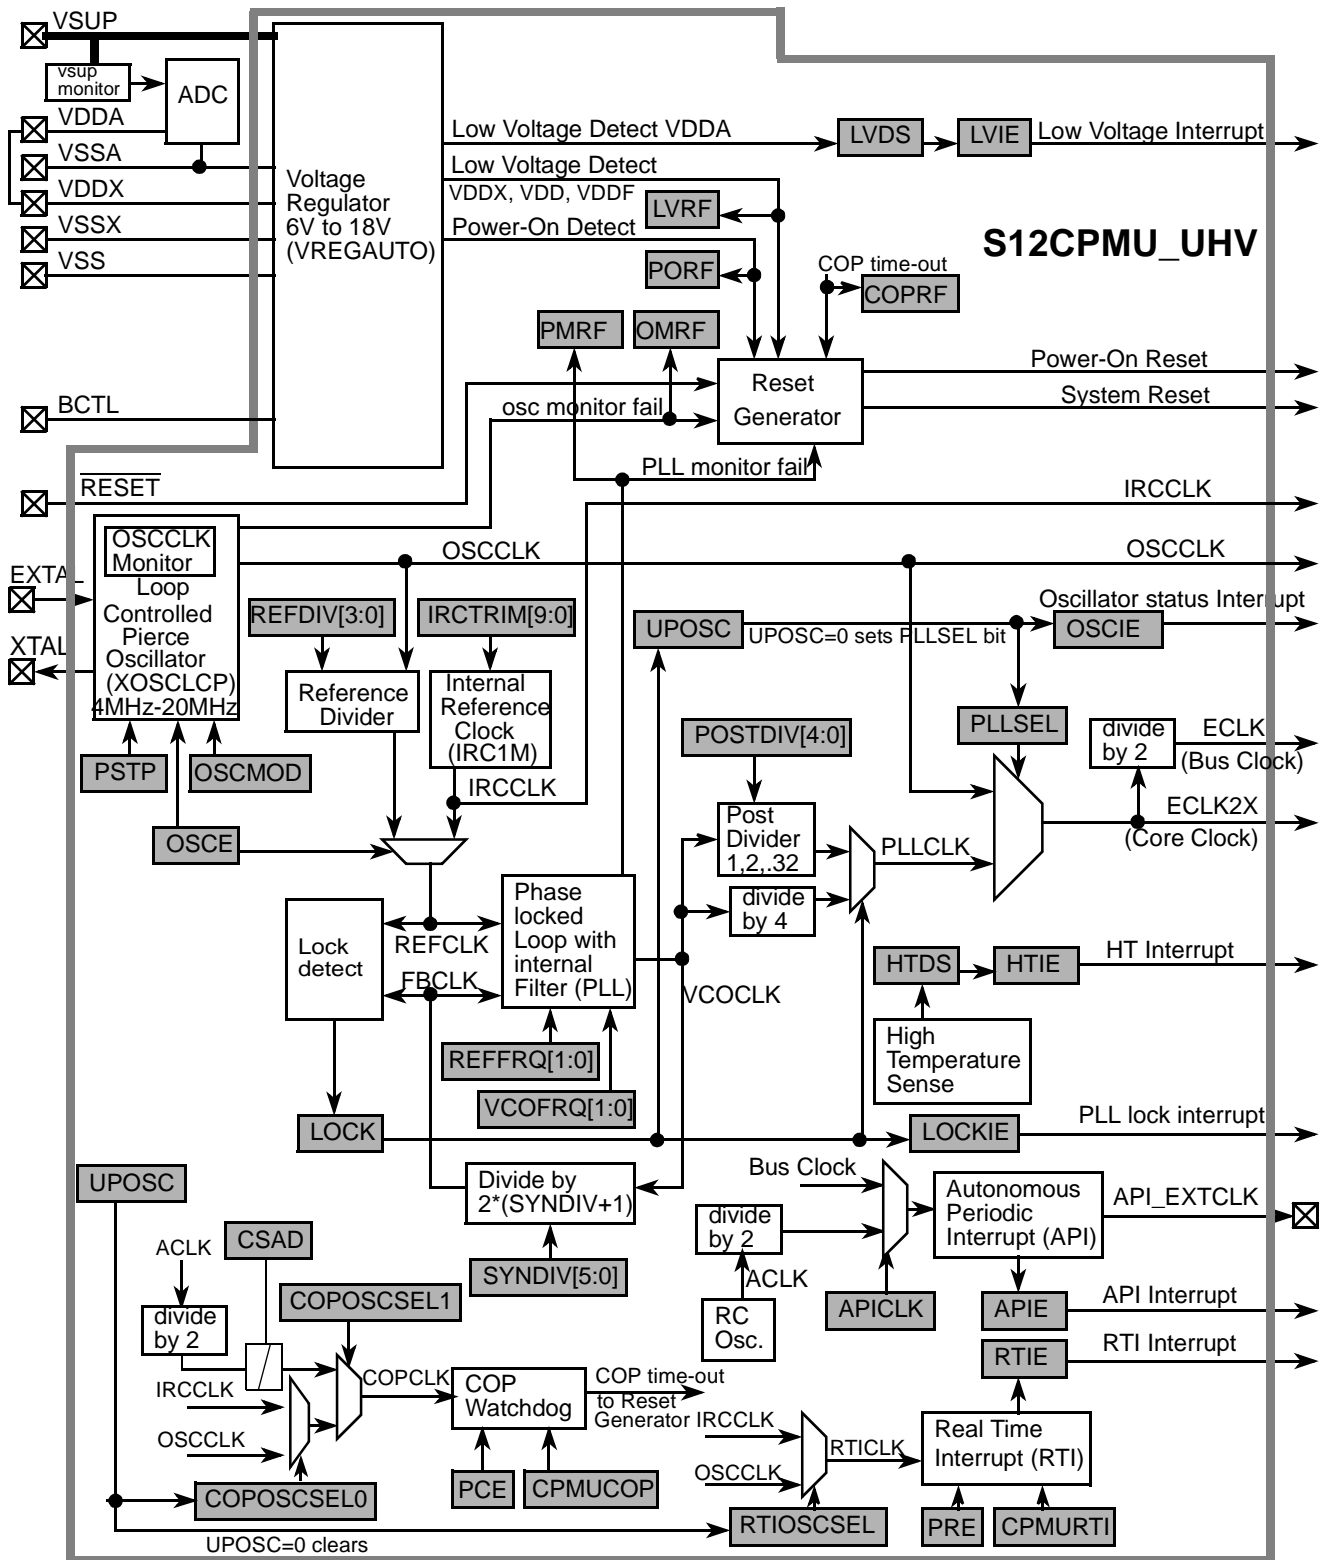 VSUP
vsup
monitor
ADC
VDDA
VSSA
VDDX
VSSX
VSS
BCTL
RESET
EXTAL
XTAL
Voltage
Regulator
6V to 18V
(VREGAUTO)
Low Voltage Detect VDDA
LVDS
LVIE
Low Voltage Interrupt
Low Voltage Detect
VDDX, VDD, VDDF
LVRF
Power-On Detect
PORF
S12CPMU_UHV
COP time-out
COPRF
PMRF
OMRF
Reset
Generator
Power-On Reset
System Reset
osc monitor fail
PLL monitor fail
IRCCLK
OSCCLK
Monitor
Loop
Controlled
Pierce
Oscillator
(XOSCLCP)
4MHz-20MHz
OSCCLK
OSCCLK
REFDIV[3:0]
IRCTRIM[9:0]
UPOSC
UPOSC=0 sets PLLSEL bit
Oscillator status Interrupt
OSCIE
Reference
Divider
Internal
Reference
Clock
(IRC1M)
IRCCLK
PSTP
OSCMOD
OSCE
POSTDIV[4:0]
PLLSEL
divide
by 2
ECLK
(Bus Clock)
ECLK2X
(Core Clock)
Post
Divider
1,2,.32
PLLCLK
divide
by 4
Lock
detect
REFCLK
FBCLK
Phase
locked
Loop with
internal
Filter (PLL)
VCOCLK
REFFRQ[1:0]
VCOFRQ[1:0]
HTDS
HTIE
HT Interrupt
High
Temperature
Sense
LOCK
LOCKIE
PLL lock interrupt
UPOSC
Divide by
2*(SYNDIV+1)
SYNDIV[5:0]
Bus Clock
divide
by 2
ACLK
RC
Osc.
APICLK
Autonomous
Periodic
Interrupt (API)
API_EXTCLK
APIE
API Interrupt
RTIE
RTI Interrupt
ACLK
CSAD
divide
by 2
COPOSCSEL1
IRCCLK
OSCCLK
COPCLK
COP
Watchdog
COP time-out
to Reset
Generator
PCE
CPMUCOP
COPOSCSEL0
UPOSC=0 clears
IRCCLK
OSCCLK
RTICLK
RTIOSCSEL
Real Time
Interrupt (RTI)
PRE
CPMURTI